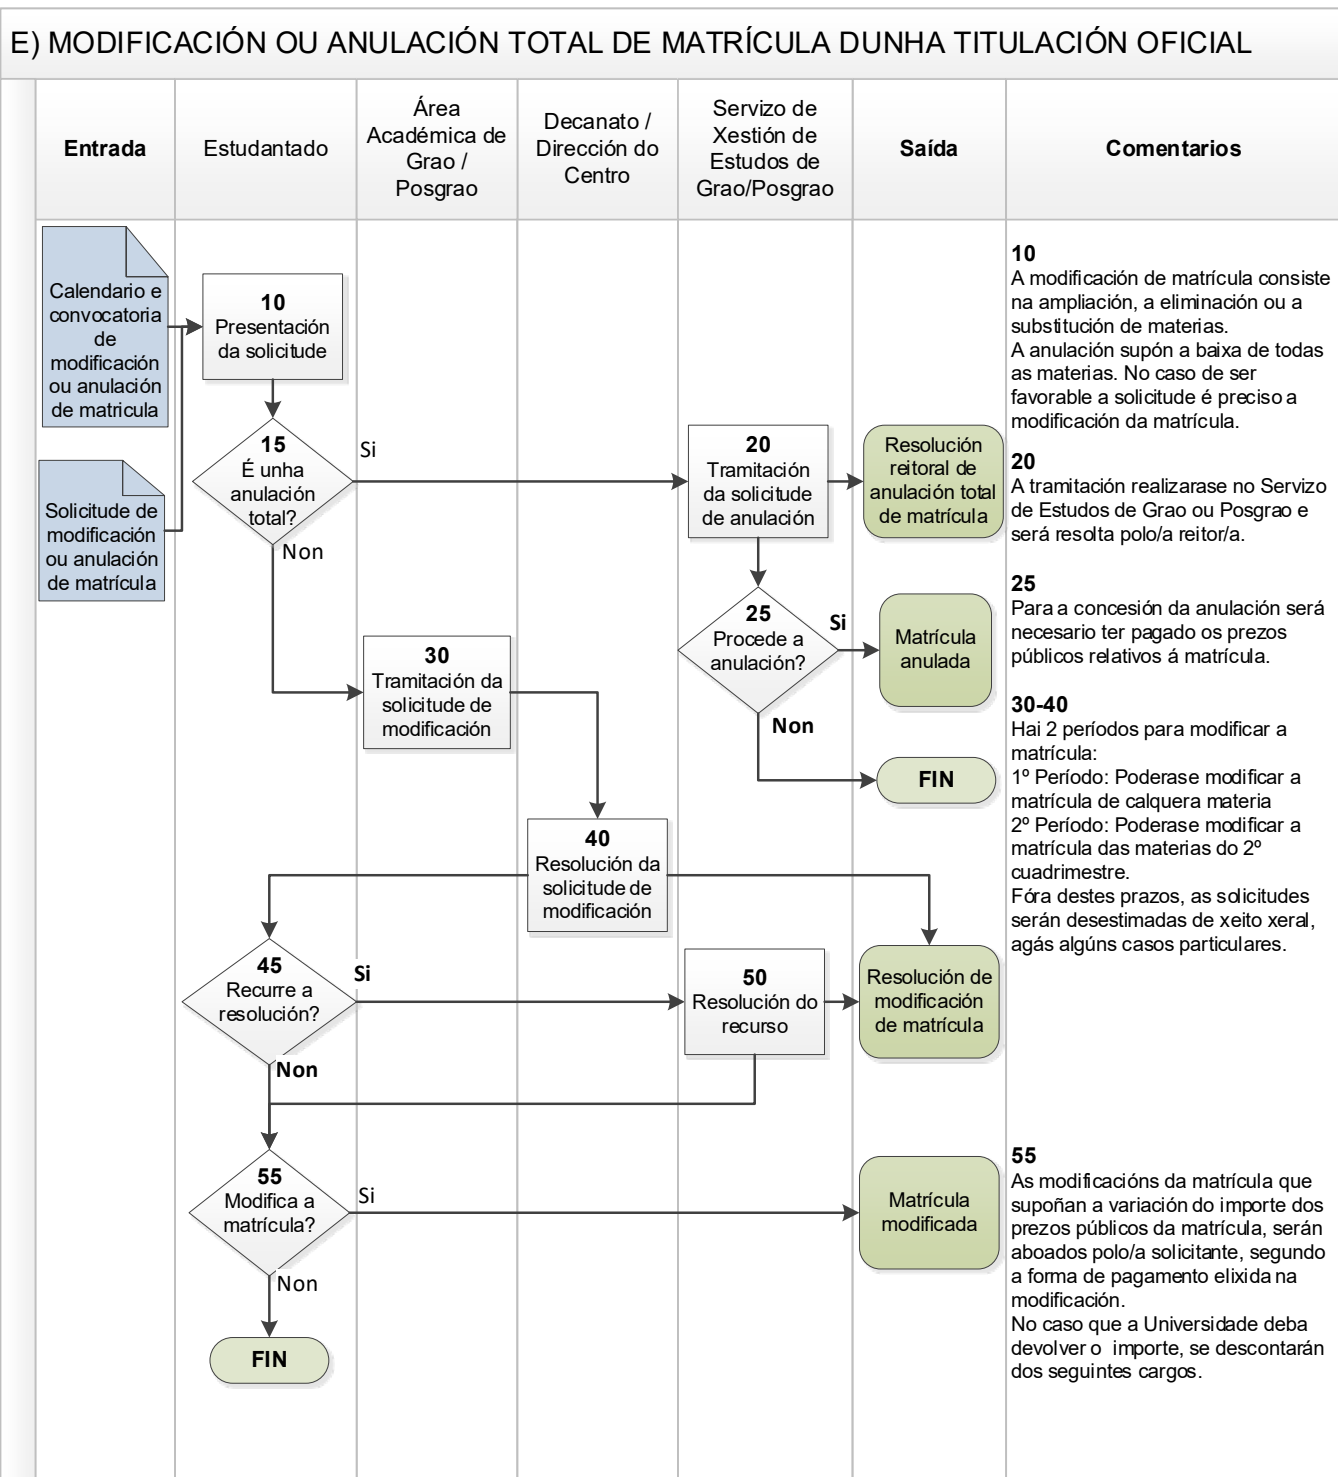 E) MODIFICACIÓN OU ANULACIÓN TOTAL DE MATRÍCULA DUNHA TITULACIÓN OFICIAL
Entrada
Estudantado
Área
Académica de
Grao /
Posgrao
Decanato /
Dirección do
Centro
Servizo de
Xestión de
Estudos de
Grao/Posgrao
Saída
Comentarios
Calendario e
convocatoria
de
modificación
ou anulación
de matricula
Solicitude de
modificación
ou anulación
de matrícula
10
Presentación
da solicitude
15
É unha
anulación
total?
Si
Non
20
Tramitación
da solicitude
de anulación
Resolución
reitoral de
anulación total
de matrícula
25
Procede a
anulación?
Si
Non
Matrícula
anulada
FIN
30
Tramitación da
solicitude de
modificación
40
Resolución da
solicitude de
modificación
45
Recurre a
resolución?
Si
Non
50
Resolución do
recurso
Resolución de
modificación
de matrícula
55
Modifica a
matrícula?
Si
Non
Matrícula
modificada
FIN
10
A modificación de matrícula consiste
na ampliación, a eliminación ou a
substitución de materias.
A anulación supón a baixa de todas
as materias. No caso de ser
favorable a solicitude é preciso a
modificación da matrícula.
20
A tramitación realizarase no Servizo
de Estudos de Grao ou Posgrao e
será resolta polo/a reitor/a.
25
Para a concesión da anulación será
necesario ter pagado os prezos
públicos relativos á matrícula.
30-40
Hai 2 períodos para modificar a
matrícula:
1º Período: Poderase modificar a
matrícula de calquera materia
2º Período: Poderase modificar a
matrícula das materias do 2º
cuadrimestre.
Fóra destes prazos, as solicitudes
serán desestimadas de xeito xeral,
agás algúns casos particulares.
55
As modificacións da matrícula que
supoñan a variación do importe dos
prezos públicos da matrícula, serán
aboados polo/a solicitante, segundo
a forma de pagamento elixida na
modificación.
No caso que a Universidade deba
devolver o importe, se descontarán
dos seguintes cargos.